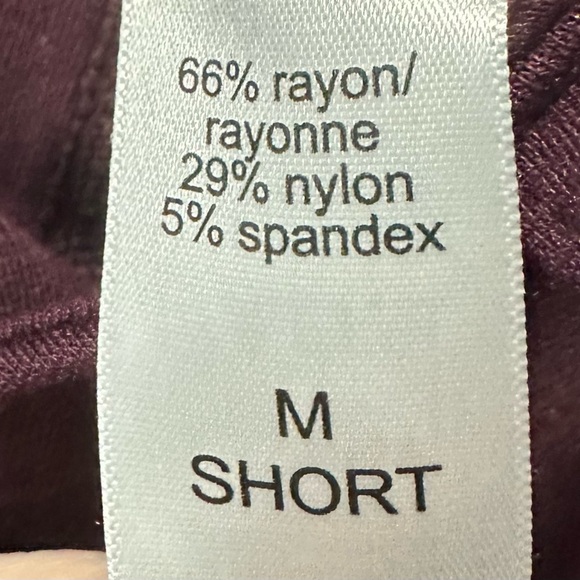 66% rayon/
rayonne
29% nylon
5% spandex
M
SHORT